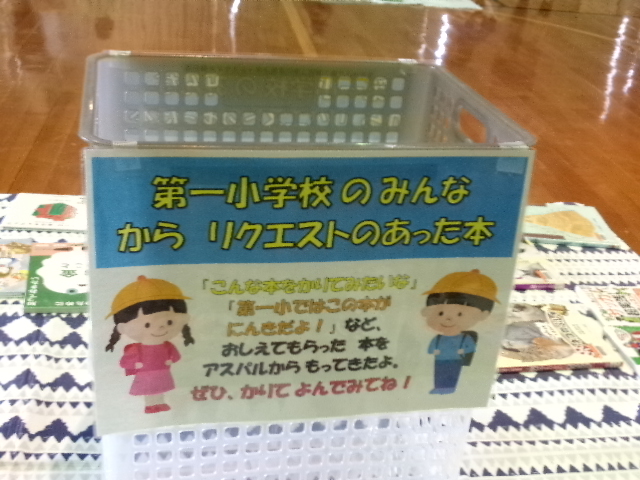 第一小学校 の みんな
から リクエストのあった本
「こんな本をかりてみたいな」
「第一小ではこの本が
にんきだよ！」など、
おしえてもらった 本を
アスパルから もってきたよ。
ぜひ、かりて よんでみてね！